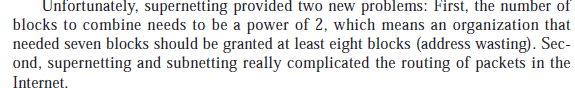 Unfortunately, supernetting provided two new problems: First, the number of
blocks to combine needs to be a power of 2, which means an organization that
needed seven blocks should be granted at least eight blocks (address wasting). Sec-
ond, supernetting and subnetting really complicated the routing of packets in the
Internet.